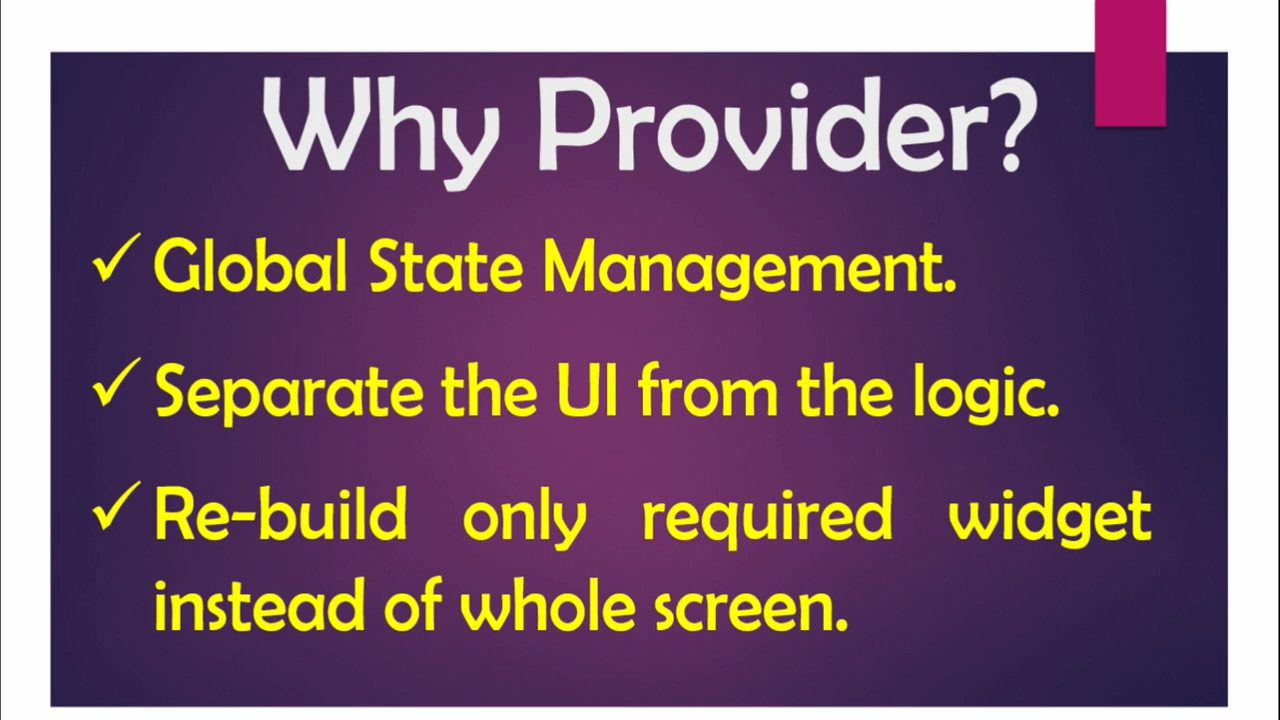 Why Provider?
✓ Global State Management.
✓ Separate the UI from the logic.
✓ Re-build only required widget
instead of whole screen.